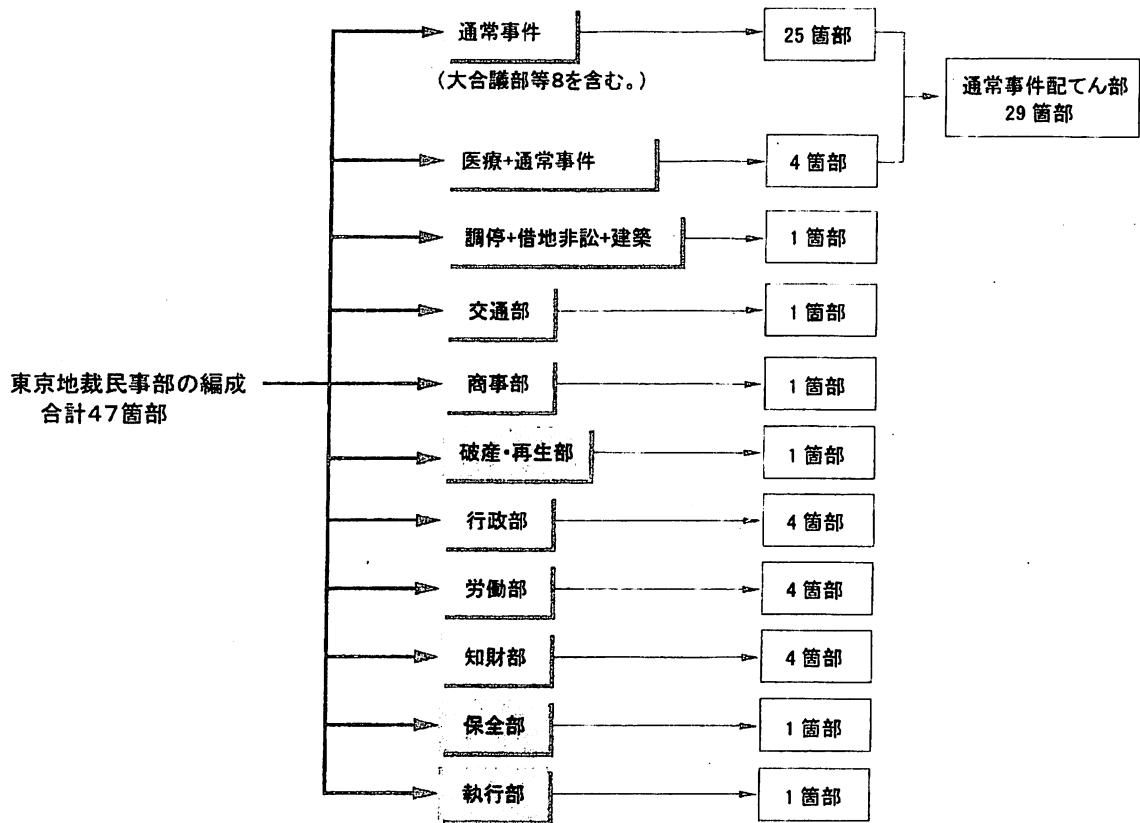 東京地裁民事部の編成
合計47箇部
通常事件
(大合議部等8を含む。)
25 箇部
医療+通常事件
4 箇部
通常事件配てん部
29 箇部
調停+借地非訟+建築
1 箇部
交通部
1 箇部
商事部
1 箇部
破産・再生部
1 箇部
行政部
4 箇部
労働部
4 箇部
知財部
4 箇部
保全部
1 箇部
執行部
1 箇部